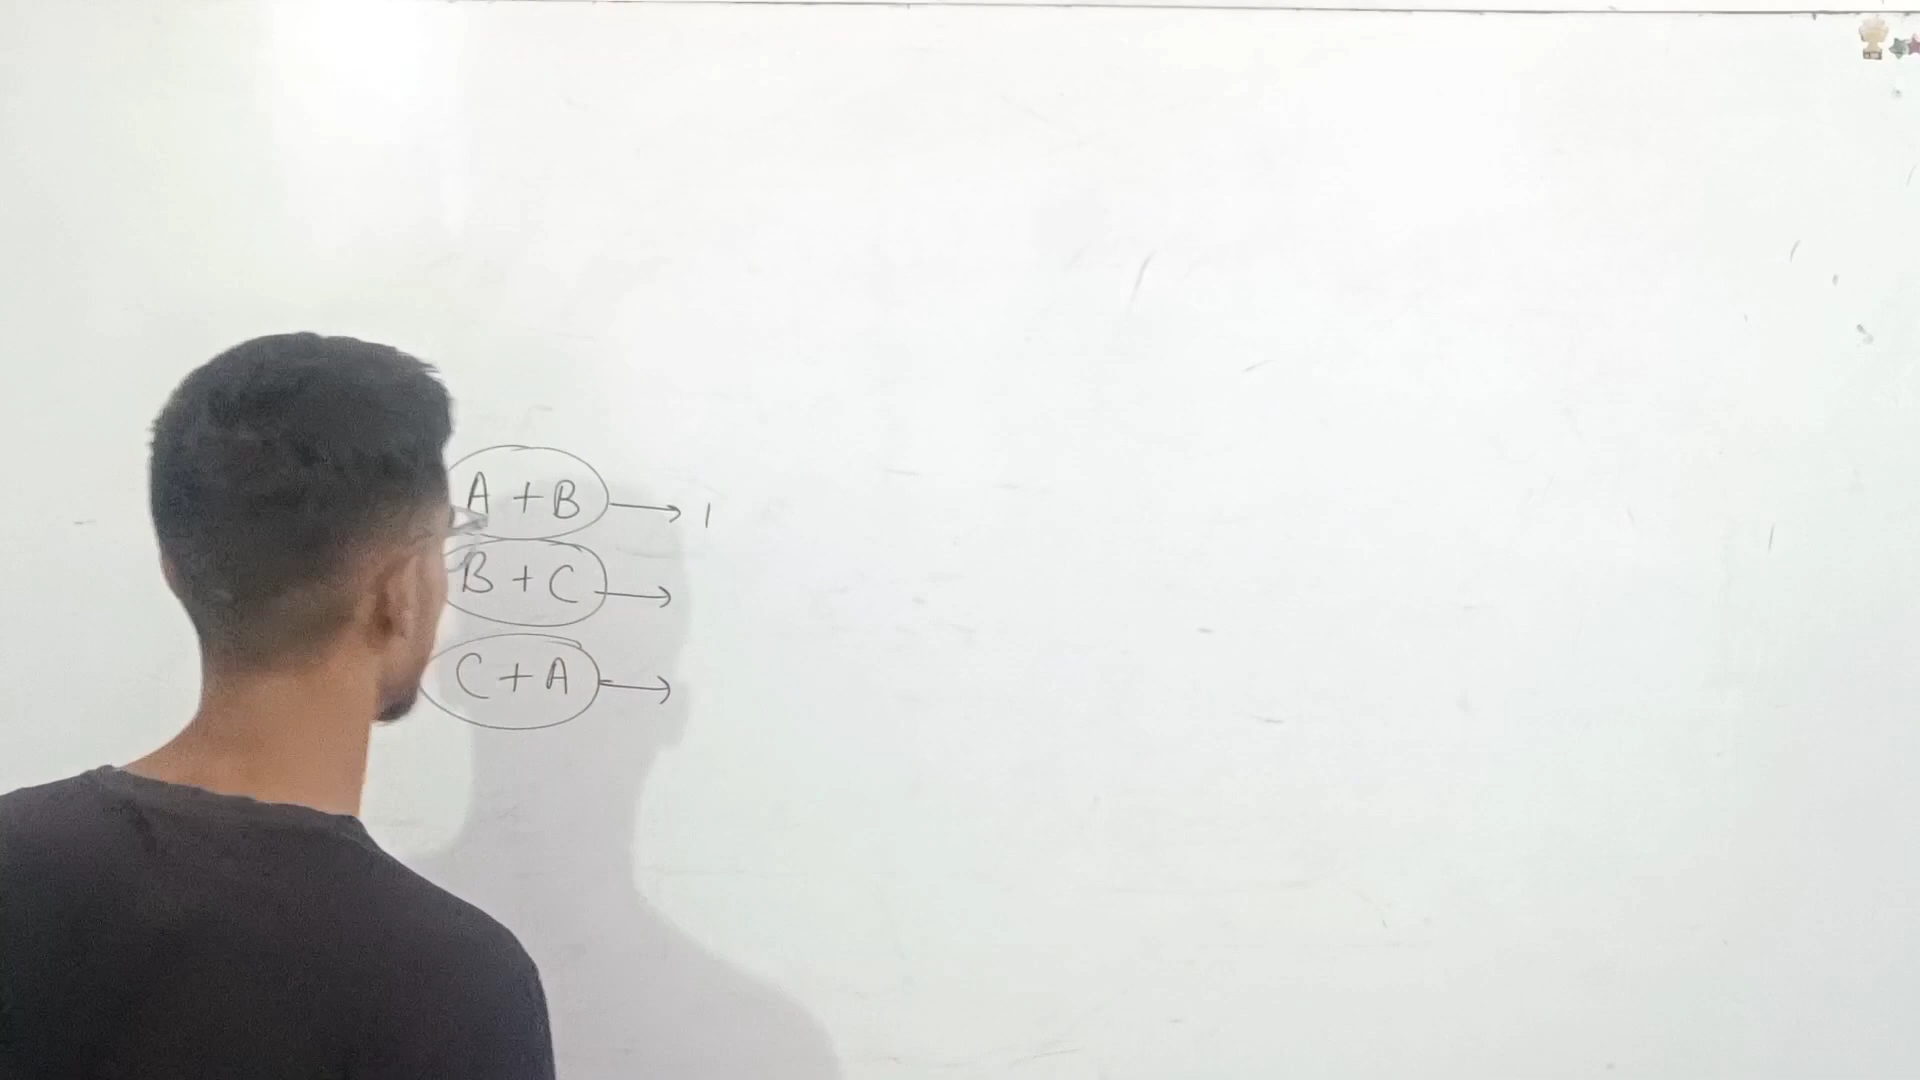 A + B → 1
B + C →
C + A →